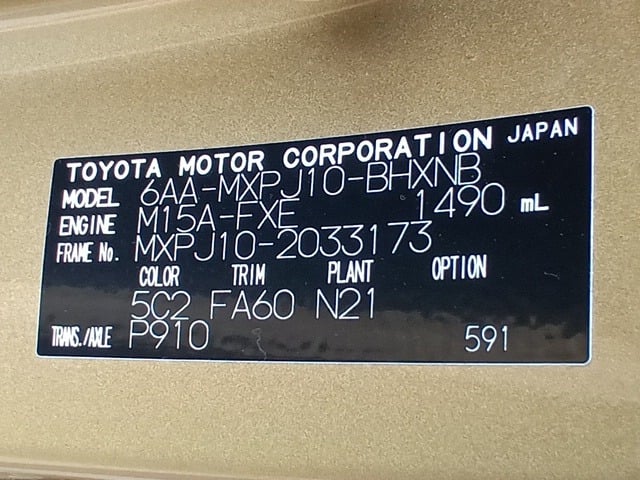 TOYOTA MOTOR CORPORATION JAPAN
MODEL 6AA-MXPJ10-BHXNB
ENGINE M15A-FXE 1490 mL
FRAME No. MXPJ10-2033173
COLOR TRIM PLANT OPTION
5C2 FA60 N21
TRANS./AXLE P910 591